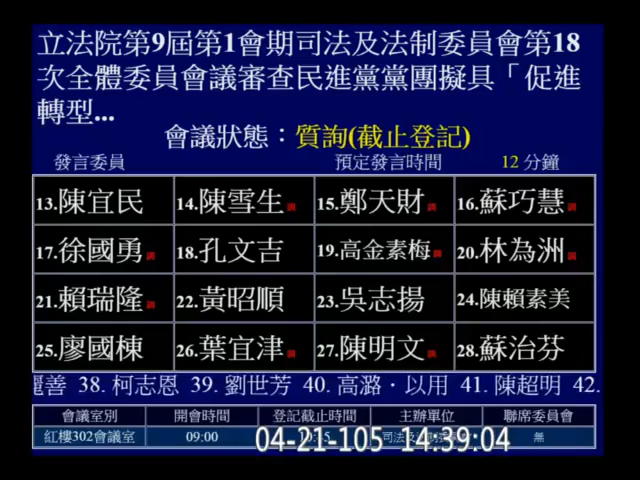 立法院第9屆第1會期司法及法制委員會第18
次全體委員會議審查民進黨黨團擬具「促進
轉型...
會議狀態：質詢(截止登記)
發言委員 預定發言時間 12 分鐘
13.陳宜民 14.陳雪生 15.鄭天財 16.蘇巧慧
17.徐國勇 18.孔文吉 19.高金素梅 20.林為洲
21.賴瑞隆 22.黃昭順 23.吳志揚 24.陳賴素美
25.廖國棟 26.葉宜津 27.陳明文 28.蘇治芬
麗善 38. 柯志恩 39. 劉世芳 40. 高潞．以用 41. 陳超明 42.
會議室別 開會時間 登記截止時間 主辦單位 聯席委員會
紅樓302會議室 09:00 司法及法制 無
04-21-105 14:39:04